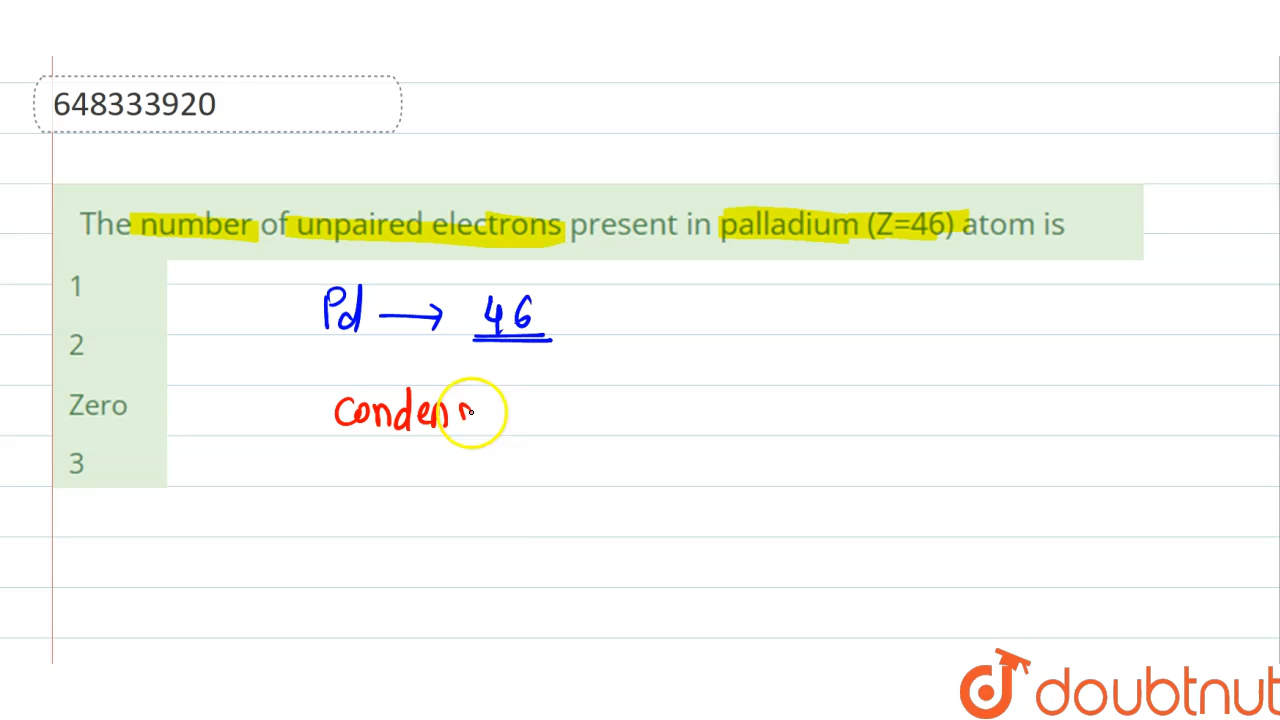 648333920
The number of unpaired electrons present in palladium (Z=46) atom is
1
2
Zero
3
Pd → 46
Conden
doubtnut